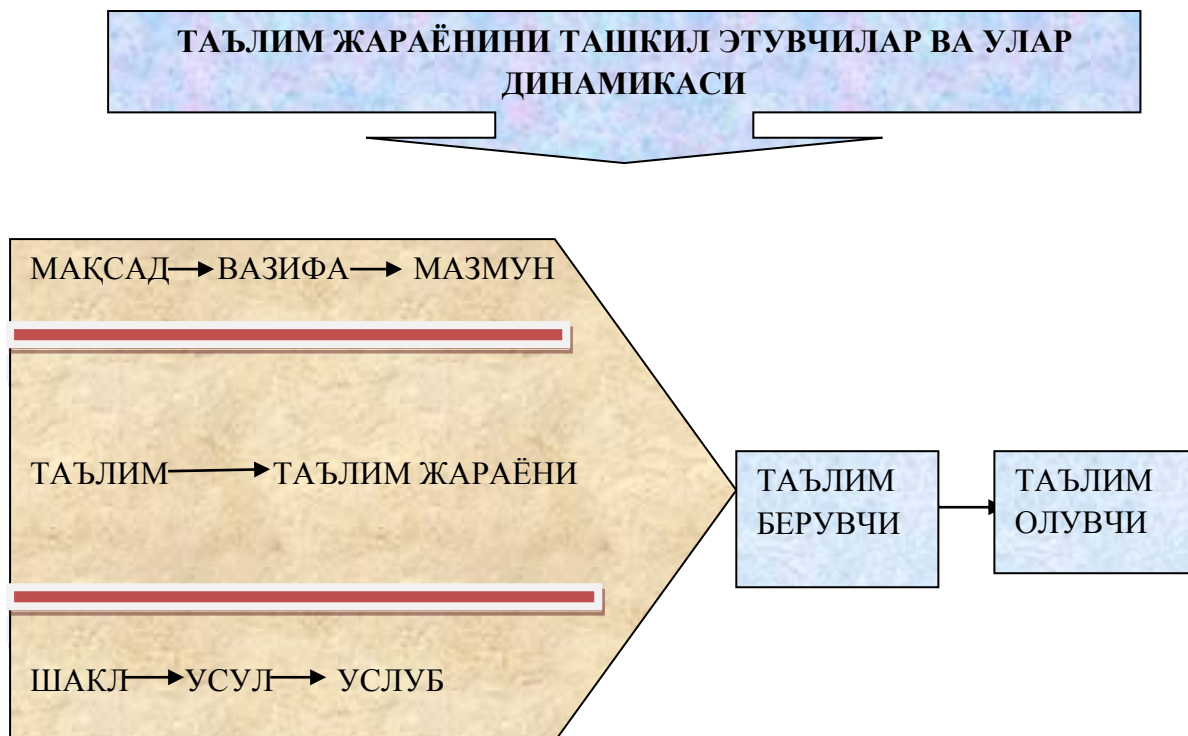 ТАЪЛИМ ЖАРАЁНИНИ ТАШКИЛ ЭТУВЧИЛАР ВА УЛАР
ДИНАМИКАСИ
МАҚСАД ВАЗИФА МАЗМУН
ТАЪЛИМ ТАЪЛИМ ЖАРАЁНИ
ТАЪЛИМ
БЕРУВЧИ
ТАЪЛИМ
ОЛУВЧИ
ШАКЛ УСУЛ УСЛУБ